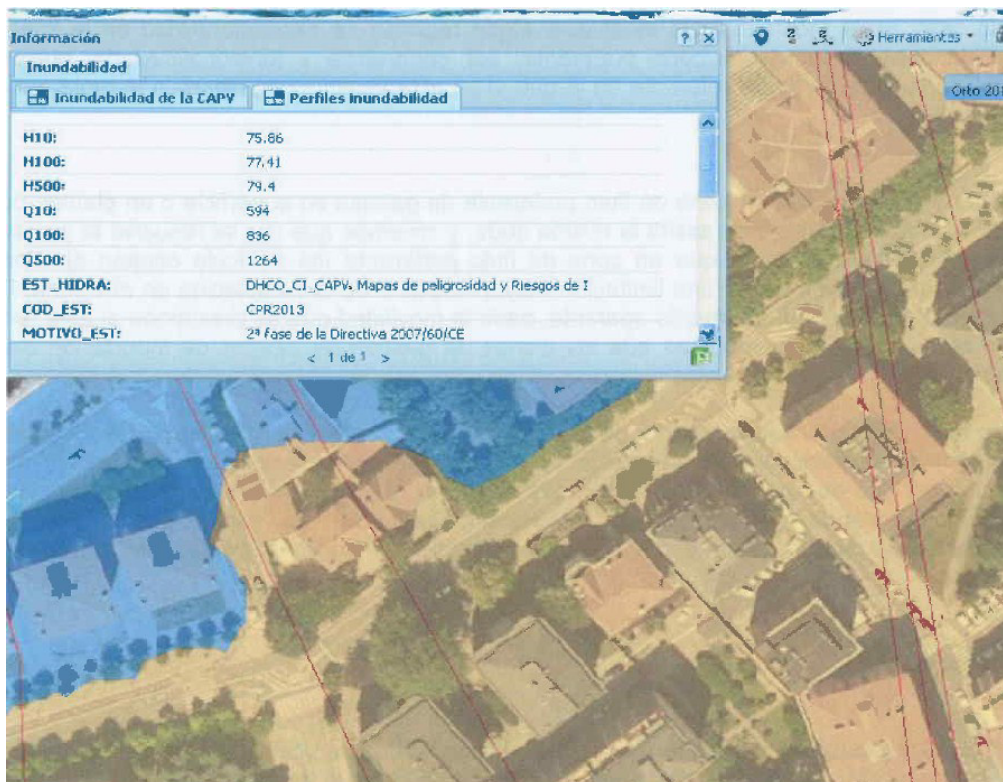 Información
Herramientas
Inundabilidad
Orto 201
Inundabilidad de la CAPV Perfiles inundabilidad
H10: 75.86
H100: 77.41
H500: 79.4
Q10: 594
Q100: 836
Q500: 1264
EST_HIDRA: DHCO_CI_CAPV. Mapas de peligrosidad y Riesgos de I
COD_EST: CPR2013
MOTIVO_EST: 2ª fase de la Directiva 2007/60/CE
< 1 de 1 >